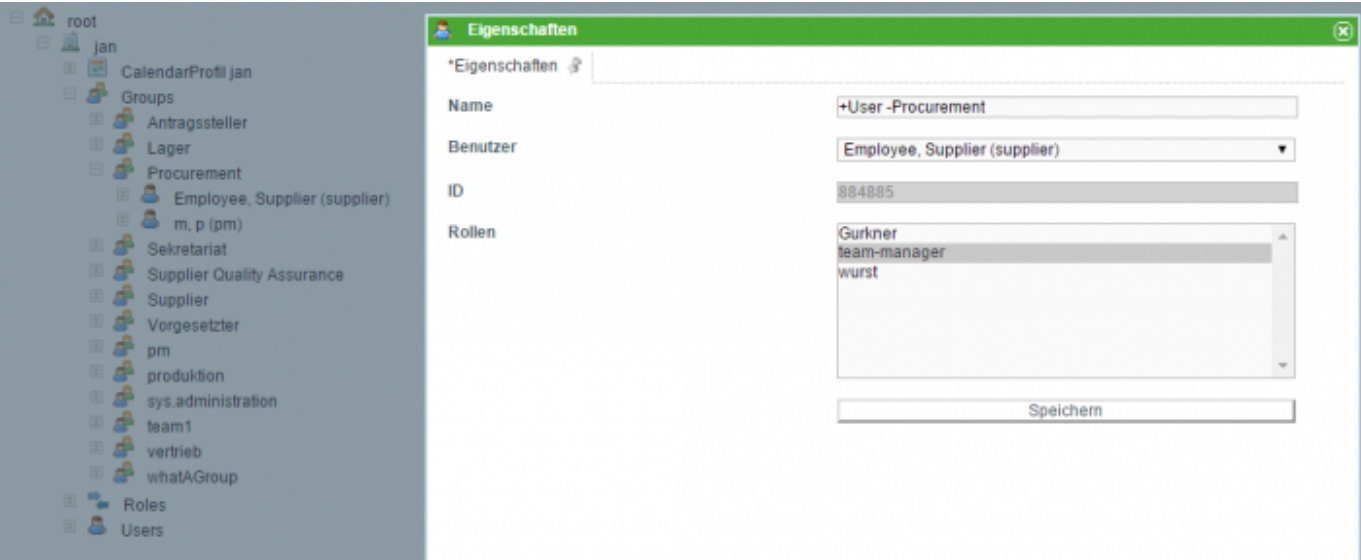 root
jan
CalendarProfil jan
Groups
Antragssteller
Lager
Procurement
Employee, Supplier (supplier)
m, p (pm)
Sekretariat
Supplier Quality Assurance
Supplier
Vorgesetzter
pm
produktion
sys.administration
team1
vertrieb
whatAGroup
Roles
Users
Eigenschaften
*Eigenschaften
Name
+User -Procurement
Benutzer
Employee, Supplier (supplier)
ID
884885
Rollen
Gurkner
team-manager
wurst
Speichern